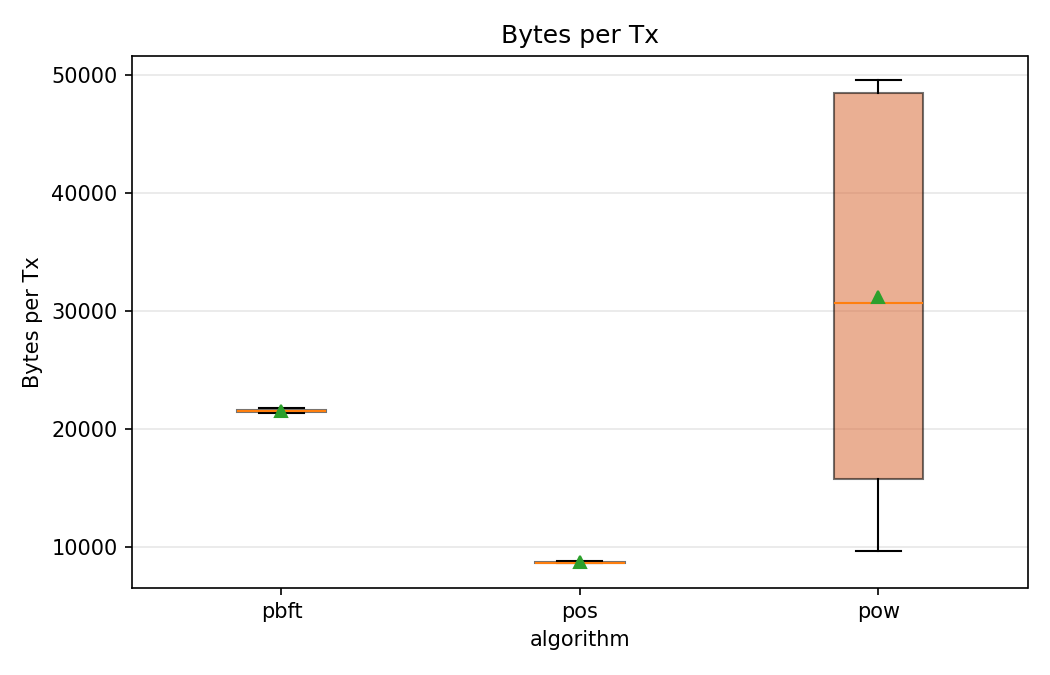 Bytes per Tx
50000
40000
30000
20000
10000
Bytes per Tx
pbft
pos
pow
algorithm